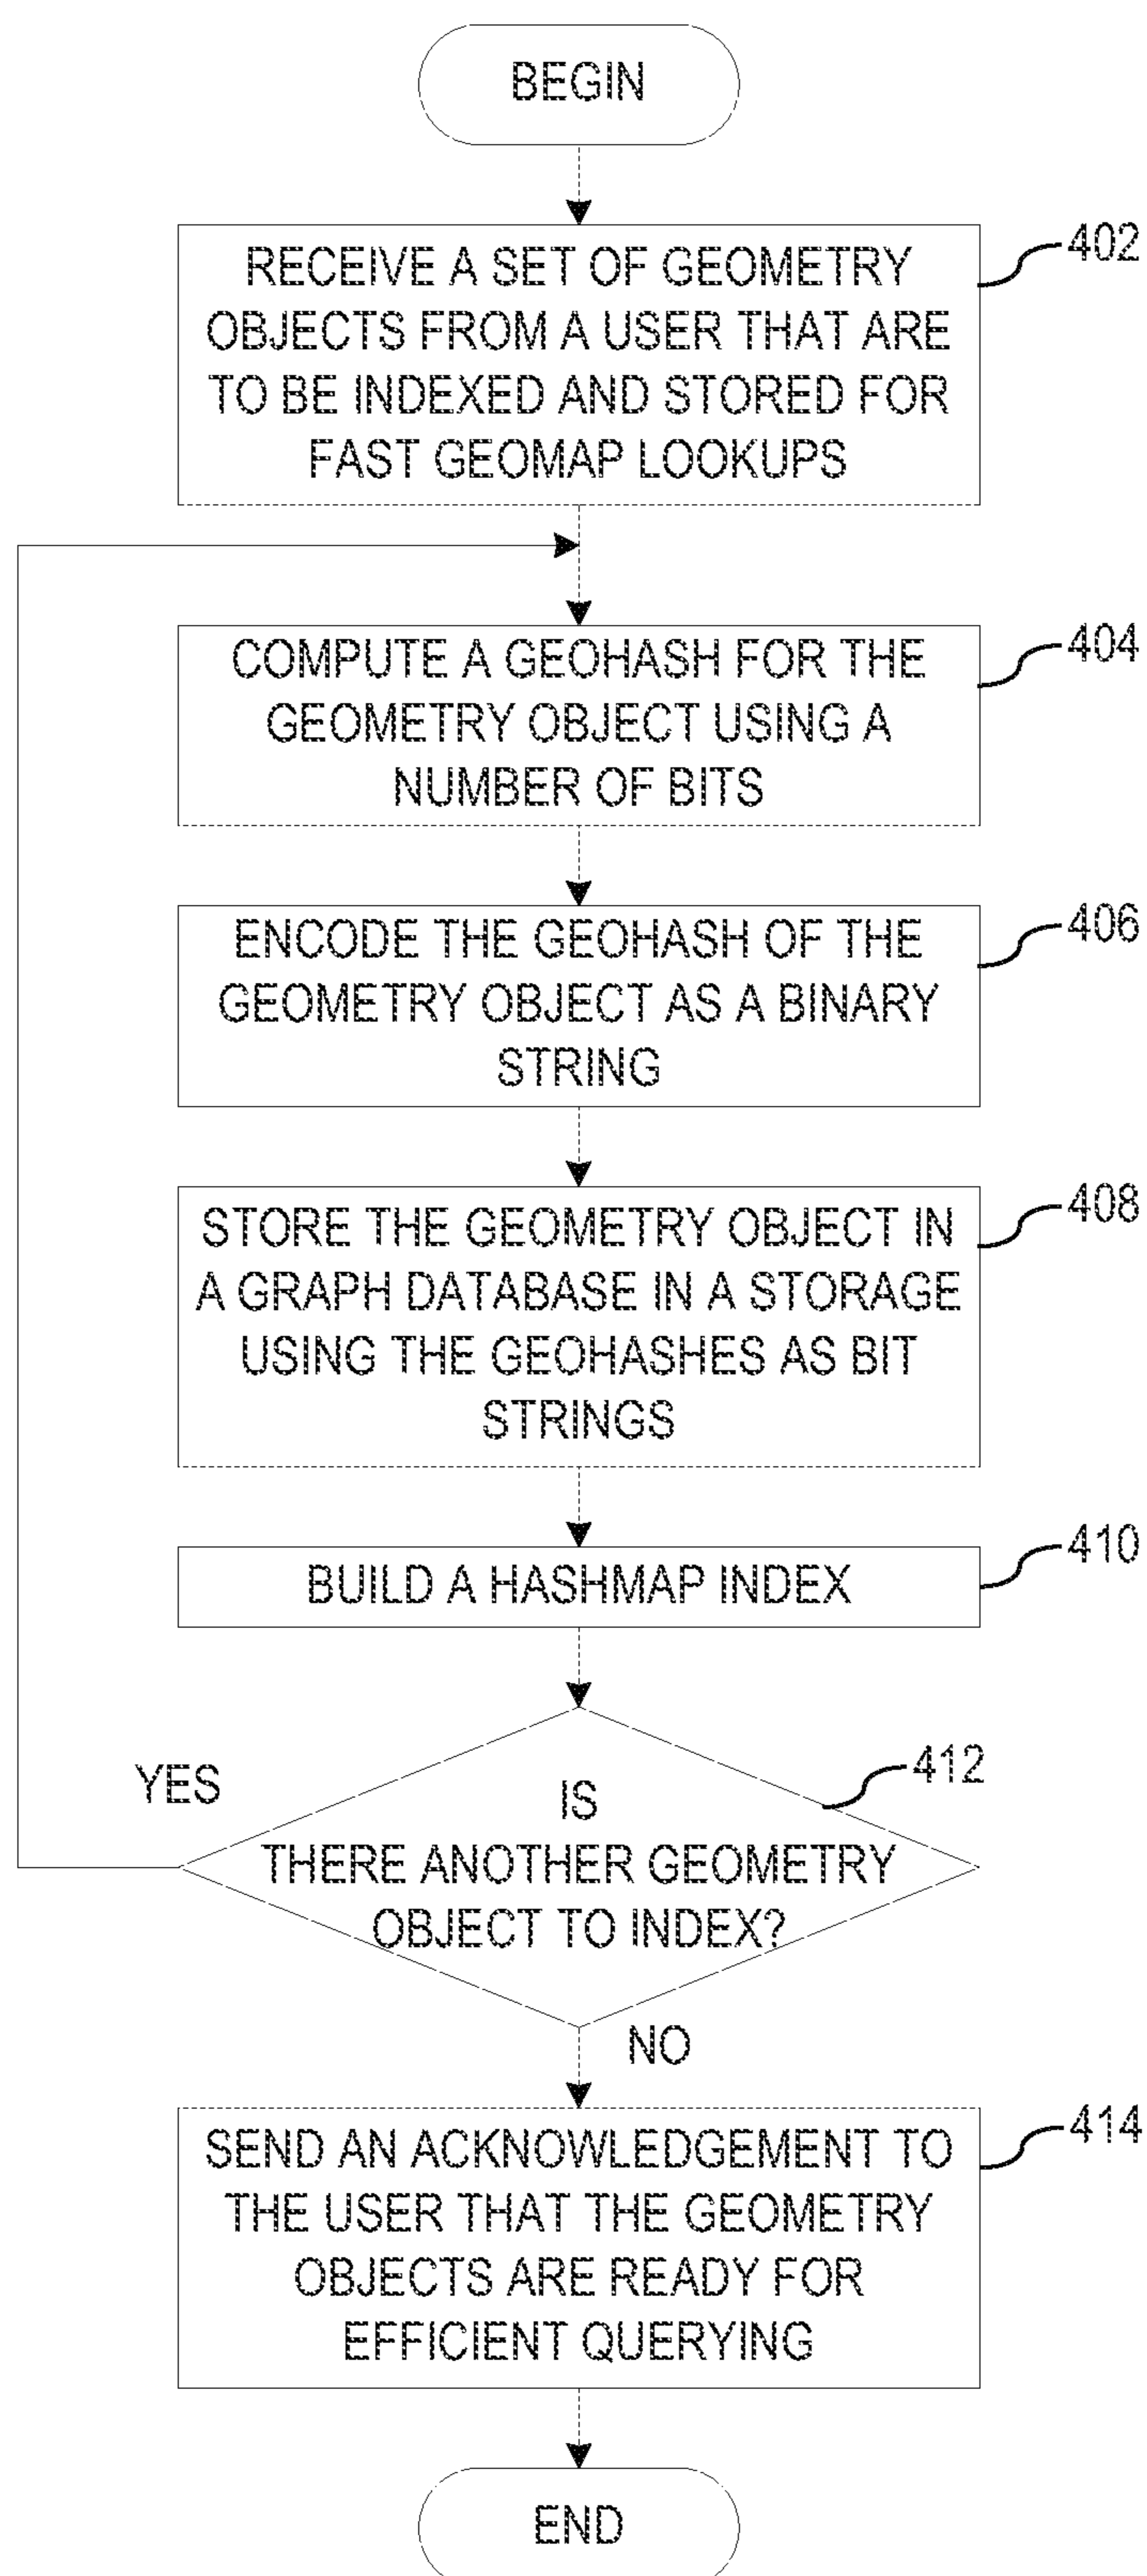 BEGIN
RECEIVE A SET OF GEOMETRY
OBJECTS FROM A USER THAT ARE
TO BE INDEXED AND STORED FOR
FAST GEOMAP LOOKUPS
402
COMPUTE A GEOHASH FOR THE
GEOMETRY OBJECT USING A
NUMBER OF BITS
404
ENCODE THE GEOHASH OF THE
GEOMETRY OBJECT AS A BINARY
STRING
406
STORE THE GEOMETRY OBJECT IN
A GRAPH DATABASE IN A STORAGE
USING THE GEOHASHES AS BIT
STRINGS
408
BUILD A HASHMAP INDEX
410
YES
IS
THERE ANOTHER GEOMETRY
OBJECT TO INDEX?
412
NO
SEND AN ACKNOWLEDGEMENT TO
THE USER THAT THE GEOMETRY
OBJECTS ARE READY FOR
EFFICIENT QUERYING
414
END